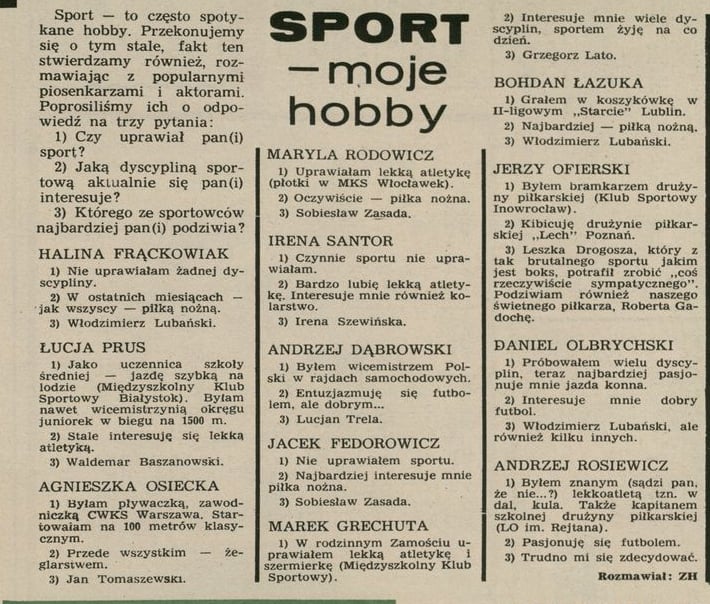 Sport — to często spoty-
kane hobby. Przekonujemy
się o tym stale, fakt ten
stwierdzamy również, roz-
mawiając z popularnymi
piosenkarzami i aktorami.
Poprosiliśmy ich o odpo-
wiedź na trzy pytania:
1) Czy uprawiał pan(i)
sport?
2) Jaką dyscypliną spor-
tową aktualnie się pan(i)
interesuje?
3) Którego ze sportowców
najbardziej pan(i) podziwia?
HALINA FRĄCKOWIAK
1) Nie uprawiałam żadnej dy-
scypliny.
2) W ostatnich miesiącach —
jak wszyscy — piłką nożną.
3) Włodzimierz Lubański.
ŁUCJA PRUS
1) Jako uczennica szkoły
średniej — jazdę szybką na
lodzie (Międzyszkolny Klub
Sportowy Białystok). Byłam
nawet wicemistrzynią okręgu
juniorek w biegu na 1500 m.
2) Stale interesuję się lekką
atletyką.
3) Waldemar Baszanowski.
AGNIESZKA OSIECKA
1) Byłam pływaczką, zawod-
niczką CWKS Warszawa. Star-
towałam na 100 metrów klasy-
cznym.
2) Przede wszystkim — że-
glarstwem.
3) Jan Tomaszewski.
SPORT
— moje
hobby
MARYLA RODOWICZ
1) Uprawiałam lekką atletykę
(płotki w MKS Włocławek).
2) Oczywiście — piłka nożna.
3) Sobiesław Zasada.
IRENA SANTOR
1) Czynnie sportu nie upra-
wiałam.
2) Bardzo lubię lekką atlety-
kę. Interesuje mnie również ko-
larstwo.
3) Irena Szewińska.
ANDRZEJ DĄBROWSKI
1) Byłem wicemistrzem Pol-
ski w rajdach samochodowych.
2) Entuzjazmuję się futbo-
lem, ale dobrym...
3) Lucjan Trela.
JACEK FEDOROWICZ
1) Nie uprawiałem sportu.
2) Najbardziej interesuje mnie
piłka nożna.
3) Sobiesław Zasada.
MAREK GRECHUTA
1) W rodzinnym Zamościu u-
prawiałem lekką atletykę i
szermierkę (Międzyszkolny Klub
Sportowy).
2) Interesuje mnie wiele dy-
scyplin, sportem żyję na co
dzień.
3) Grzegorz Lato.
BOHDAN ŁAZUKA
1) Grałem w koszykówkę w
II-ligowym „Starcie” Lublin.
2) Najbardziej — piłką nożną.
3) Włodzimierz Lubański.
JERZY OFIERSKI
1) Byłem bramkarzem druży-
ny piłkarskiej (Klub Sportowy
Inowrocław).
2) Kibicuję drużynie piłkar-
skiej „Lech” Poznań.
3) Leszka Drogosza, który z
tak brutalnego sportu jakim
jest boks, potrafił zrobić „coś
rzeczywiście sympatycznego”.
Podziwiam również naszego
świetnego piłkarza, Roberta Ga-
dochę.
DANIEL OLBRYCHSKI
1) Próbowałem wielu dyscy-
plin, teraz najbardziej pasjo-
nuje mnie jazda konna.
2) Interesuje mnie dobry
futbol.
3) Włodzimierz Lubański, ale
również kilku innych.
ANDRZEJ ROSIEWICZ
1) Byłem znanym (sądzi pan,
że nie...?) lekkoatletą tzn. w
dal, kula. Także kapitanem
szkolnej drużyny piłkarskiej
(LO im. Rejtana).
2) Pasjonuję się futbolem.
3) Trudno mi się zdecydować.
Rozmawiał: ZH